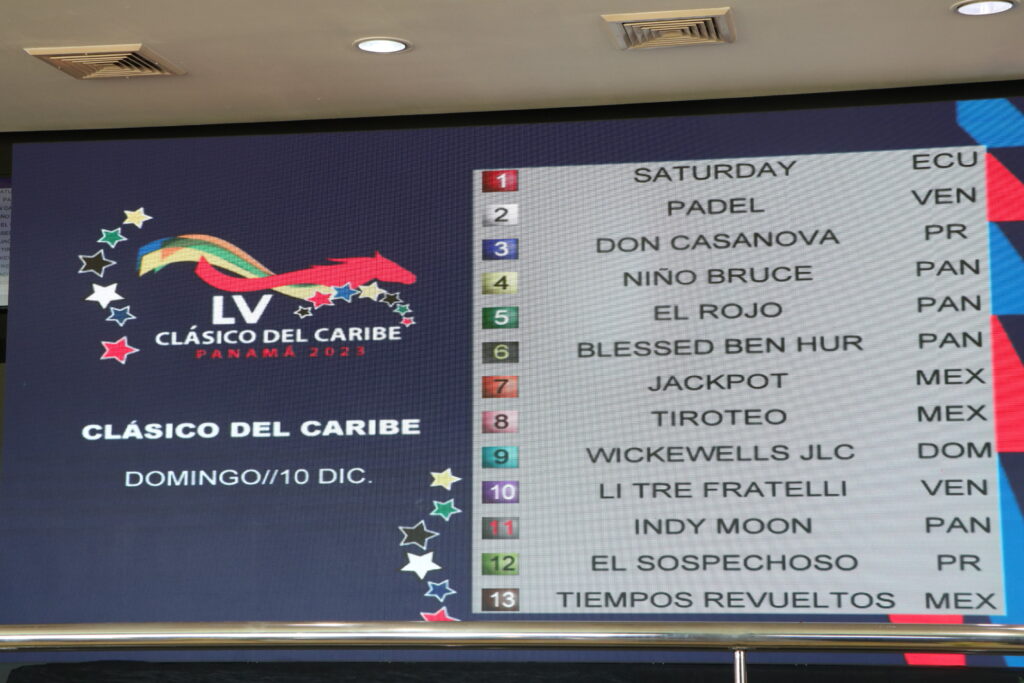 LV
CLÁSICO DEL CARIBE
PANAMÁ 2023
CLÁSICO DEL CARIBE
DOMINGO//10 DIC.
1 SATURDAY ECU
2 PADEL VEN
3 DON CASANOVA PR
4 NIÑO BRUCE PAN
5 EL ROJO PAN
6 BLESSED BEN HUR PAN
7 JACKPOT MEX
8 TIROTEO MEX
9 WICKEWELLS JLC DOM
10 LI TRE FRATELLI VEN
11 INDY MOON PAN
12 EL SOSPECHOSO PR
13 TIEMPOS REVUELTOS MEX